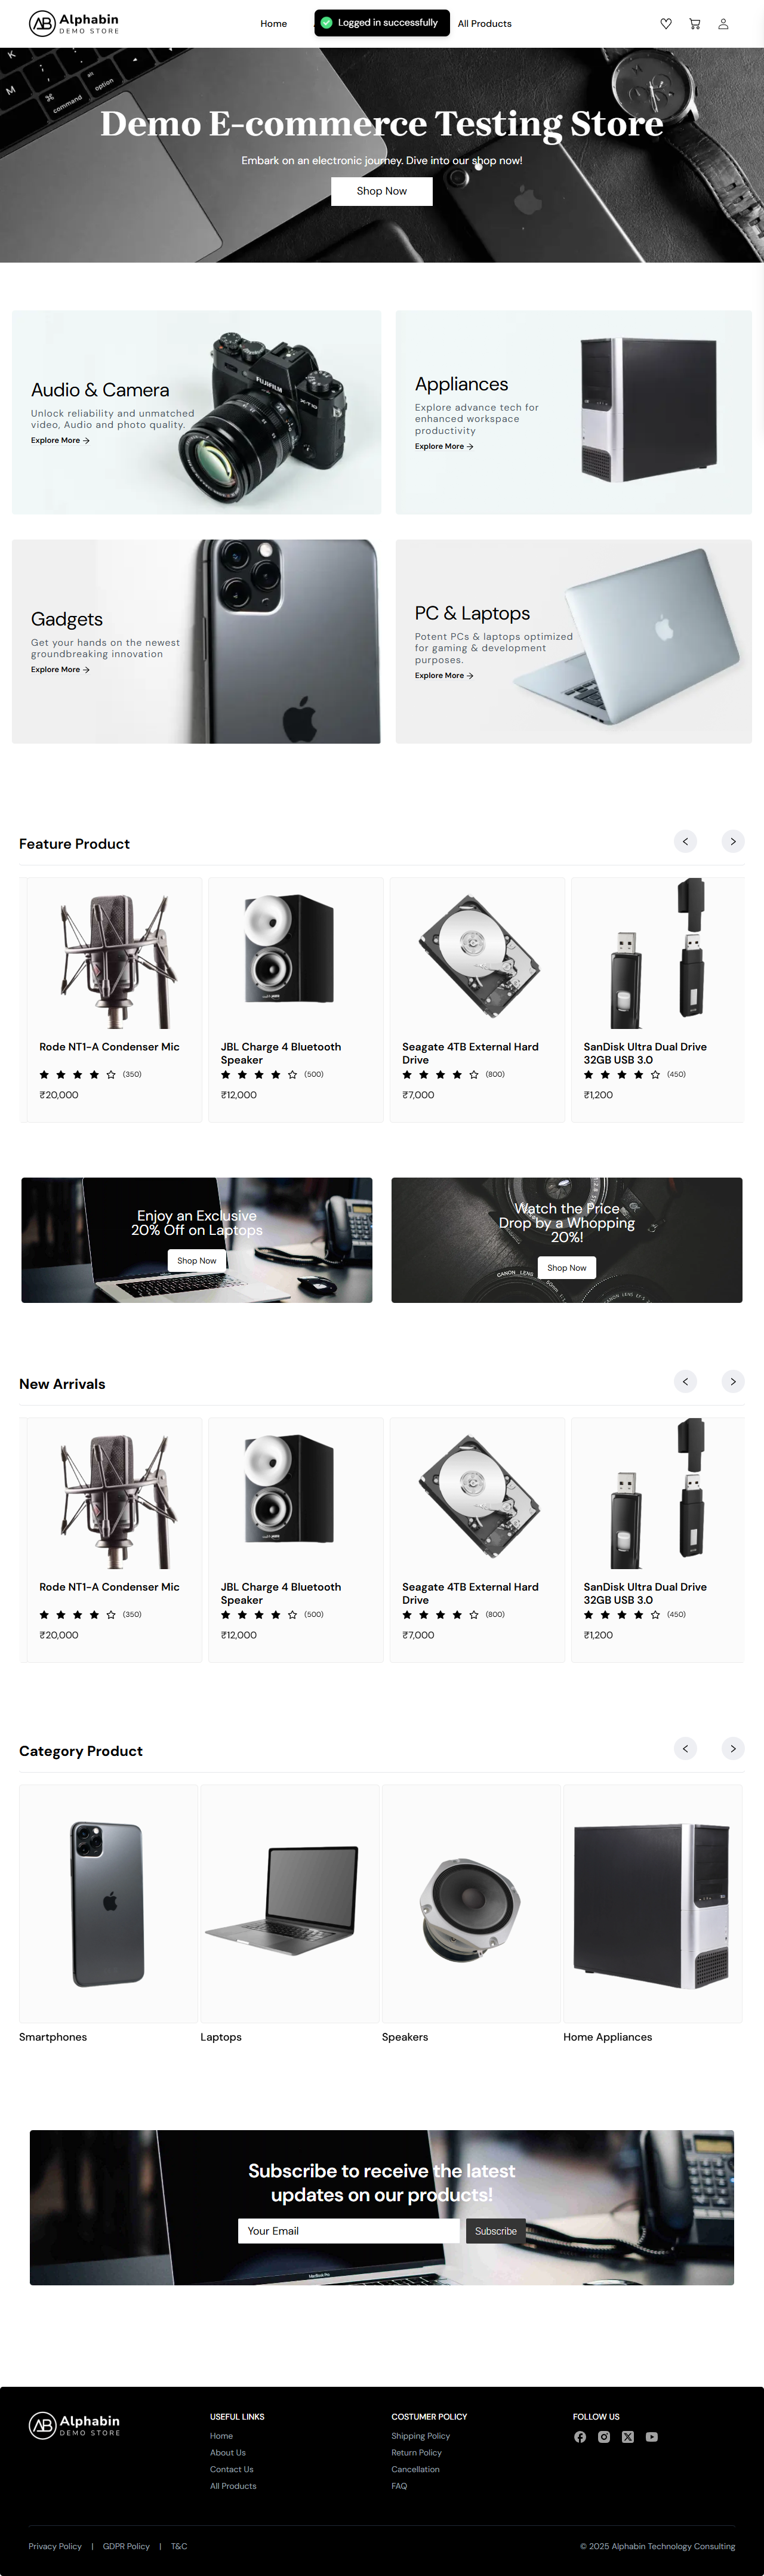 Alphabin
DEMO STORE
Home
Logged in successfully
All Products
K
M
command
alt
option
Demo E-commerce Testing Store
Embark on an electronic journey. Dive into our shop now!
Shop Now
Audio & Camera
Unlock reliability and unmatched
video, Audio and photo quality.
Explore More →
FUJIFILM
X-T10
Appliances
Explore advance tech for
enhanced workspace
productivity
Explore More →
Gadgets
Get your hands on the newest
groundbreaking innovation
Explore More →
PC & Laptops
Potent PCs & laptops optimized
for gaming & development
purposes.
Explore More →
Feature Product
Rode NT1-A Condenser Mic
(350)
₹20,000
JBL Charge 4 Bluetooth
Speaker
(500)
₹12,000
Seagate 4TB External Hard
Drive
(800)
₹7,000
SanDisk Ultra Dual Drive
32GB USB 3.0
(450)
₹1,200
Enjoy an Exclusive
20% Off on Laptops
Shop Now
Watch the Price
Drop by a Whopping
20%!
Shop Now
CANON LENS
CANON LENS
New Arrivals
Rode NT1-A Condenser Mic
(350)
₹20,000
JBL Charge 4 Bluetooth
Speaker
(500)
₹12,000
Seagate 4TB External Hard
Drive
(800)
₹7,000
SanDisk Ultra Dual Drive
32GB USB 3.0
(450)
₹1,200
Category Product
Smartphones
Laptops
Speakers
Home Appliances
Subscribe to receive the latest
updates on our products!
Your Email
Subscribe
MacBook Pro
Alphabin
DEMO STORE
USEFUL LINKS
Home
About Us
Contact Us
All Products
COSTUMER POLICY
Shipping Policy
Return Policy
Cancellation
FAQ
FOLLOW US
Privacy Policy | GDPR Policy | T&C
© 2025 Alphabin Technology Consulting